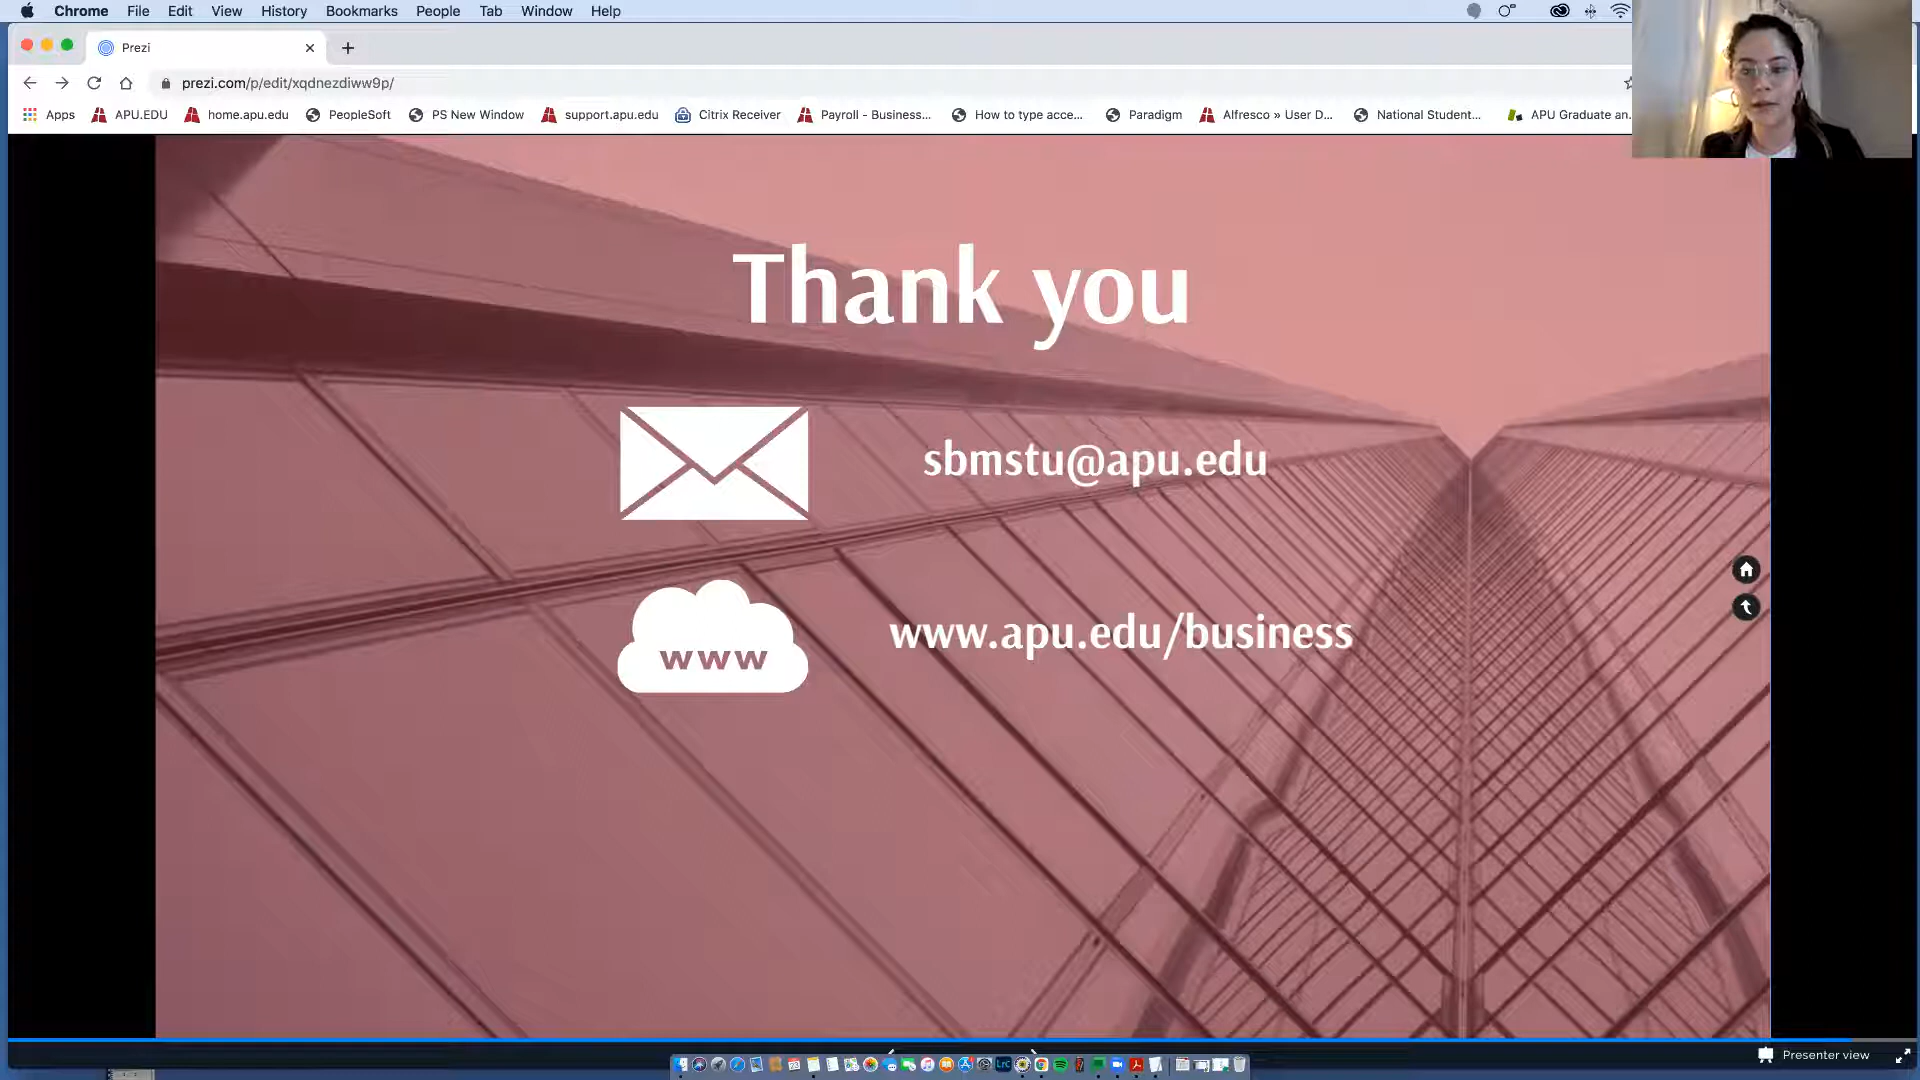 Chrome File Edit View History Bookmarks People Tab Window Help
Prezi
prezi.com/p/edit/xqdnezdiww9p/
Apps APU.EDU home.apu.edu PeopleSoft PS New Window support.apu.edu Citrix Receiver Payroll - Business... How to type acce... Paradigm Alfresco » User D... National Student... APU Graduate an.
Thank you
sbmstu@apu.edu
www
www.apu.edu/business
Presenter view